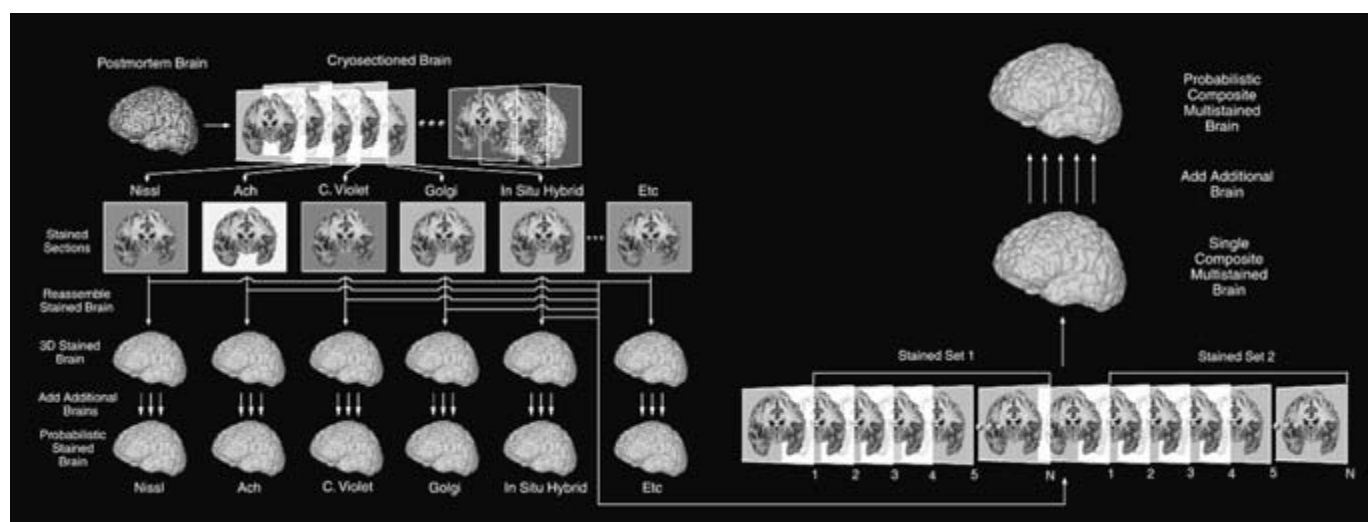 Postmortem Brain
Cryosectioned Brain
Nissl
Ach
C. Violet
Golgi
In Situ Hybrid
Etc
Stained
Sections
Reassemble
Stained Brain
3D Stained
Brain
Add Additional
Brains
Probabilistic
Stained
Brain
Nissl
Ach
C. Violet
Golgi
In Situ Hybrid
Etc
Probabilistic
Composite
Multistained
Brain
Add Additional
Brain
Single
Composite
Multistained
Brain
Stained Set 1
Stained Set 2
1 2 3 4 5 N 1 2 3 4 5 N